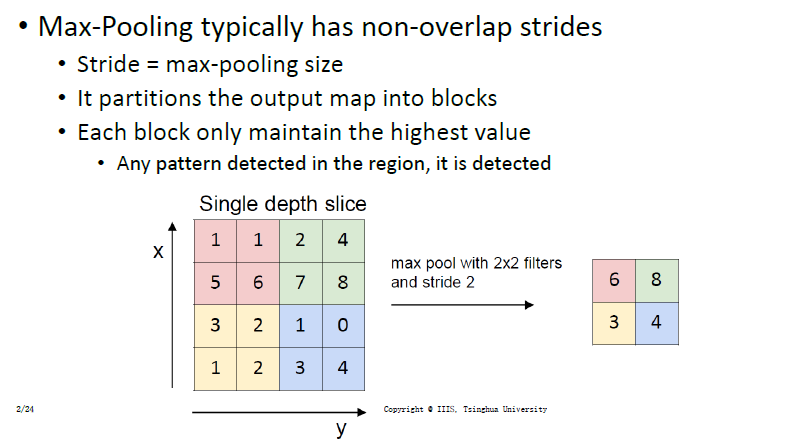 • Max-Pooling typically has non-overlap strides
• Stride = max-pooling size
• It partitions the output map into blocks
• Each block only maintain the highest value
• Any pattern detected in the region, it is detected
Single depth slice
x
1 1 2 4
5 6 7 8
3 2 1 0
1 2 3 4
y
max pool with 2x2 filters
and stride 2
6 8
3 4
2/24
Copyright © IIIS, Tsinghua University